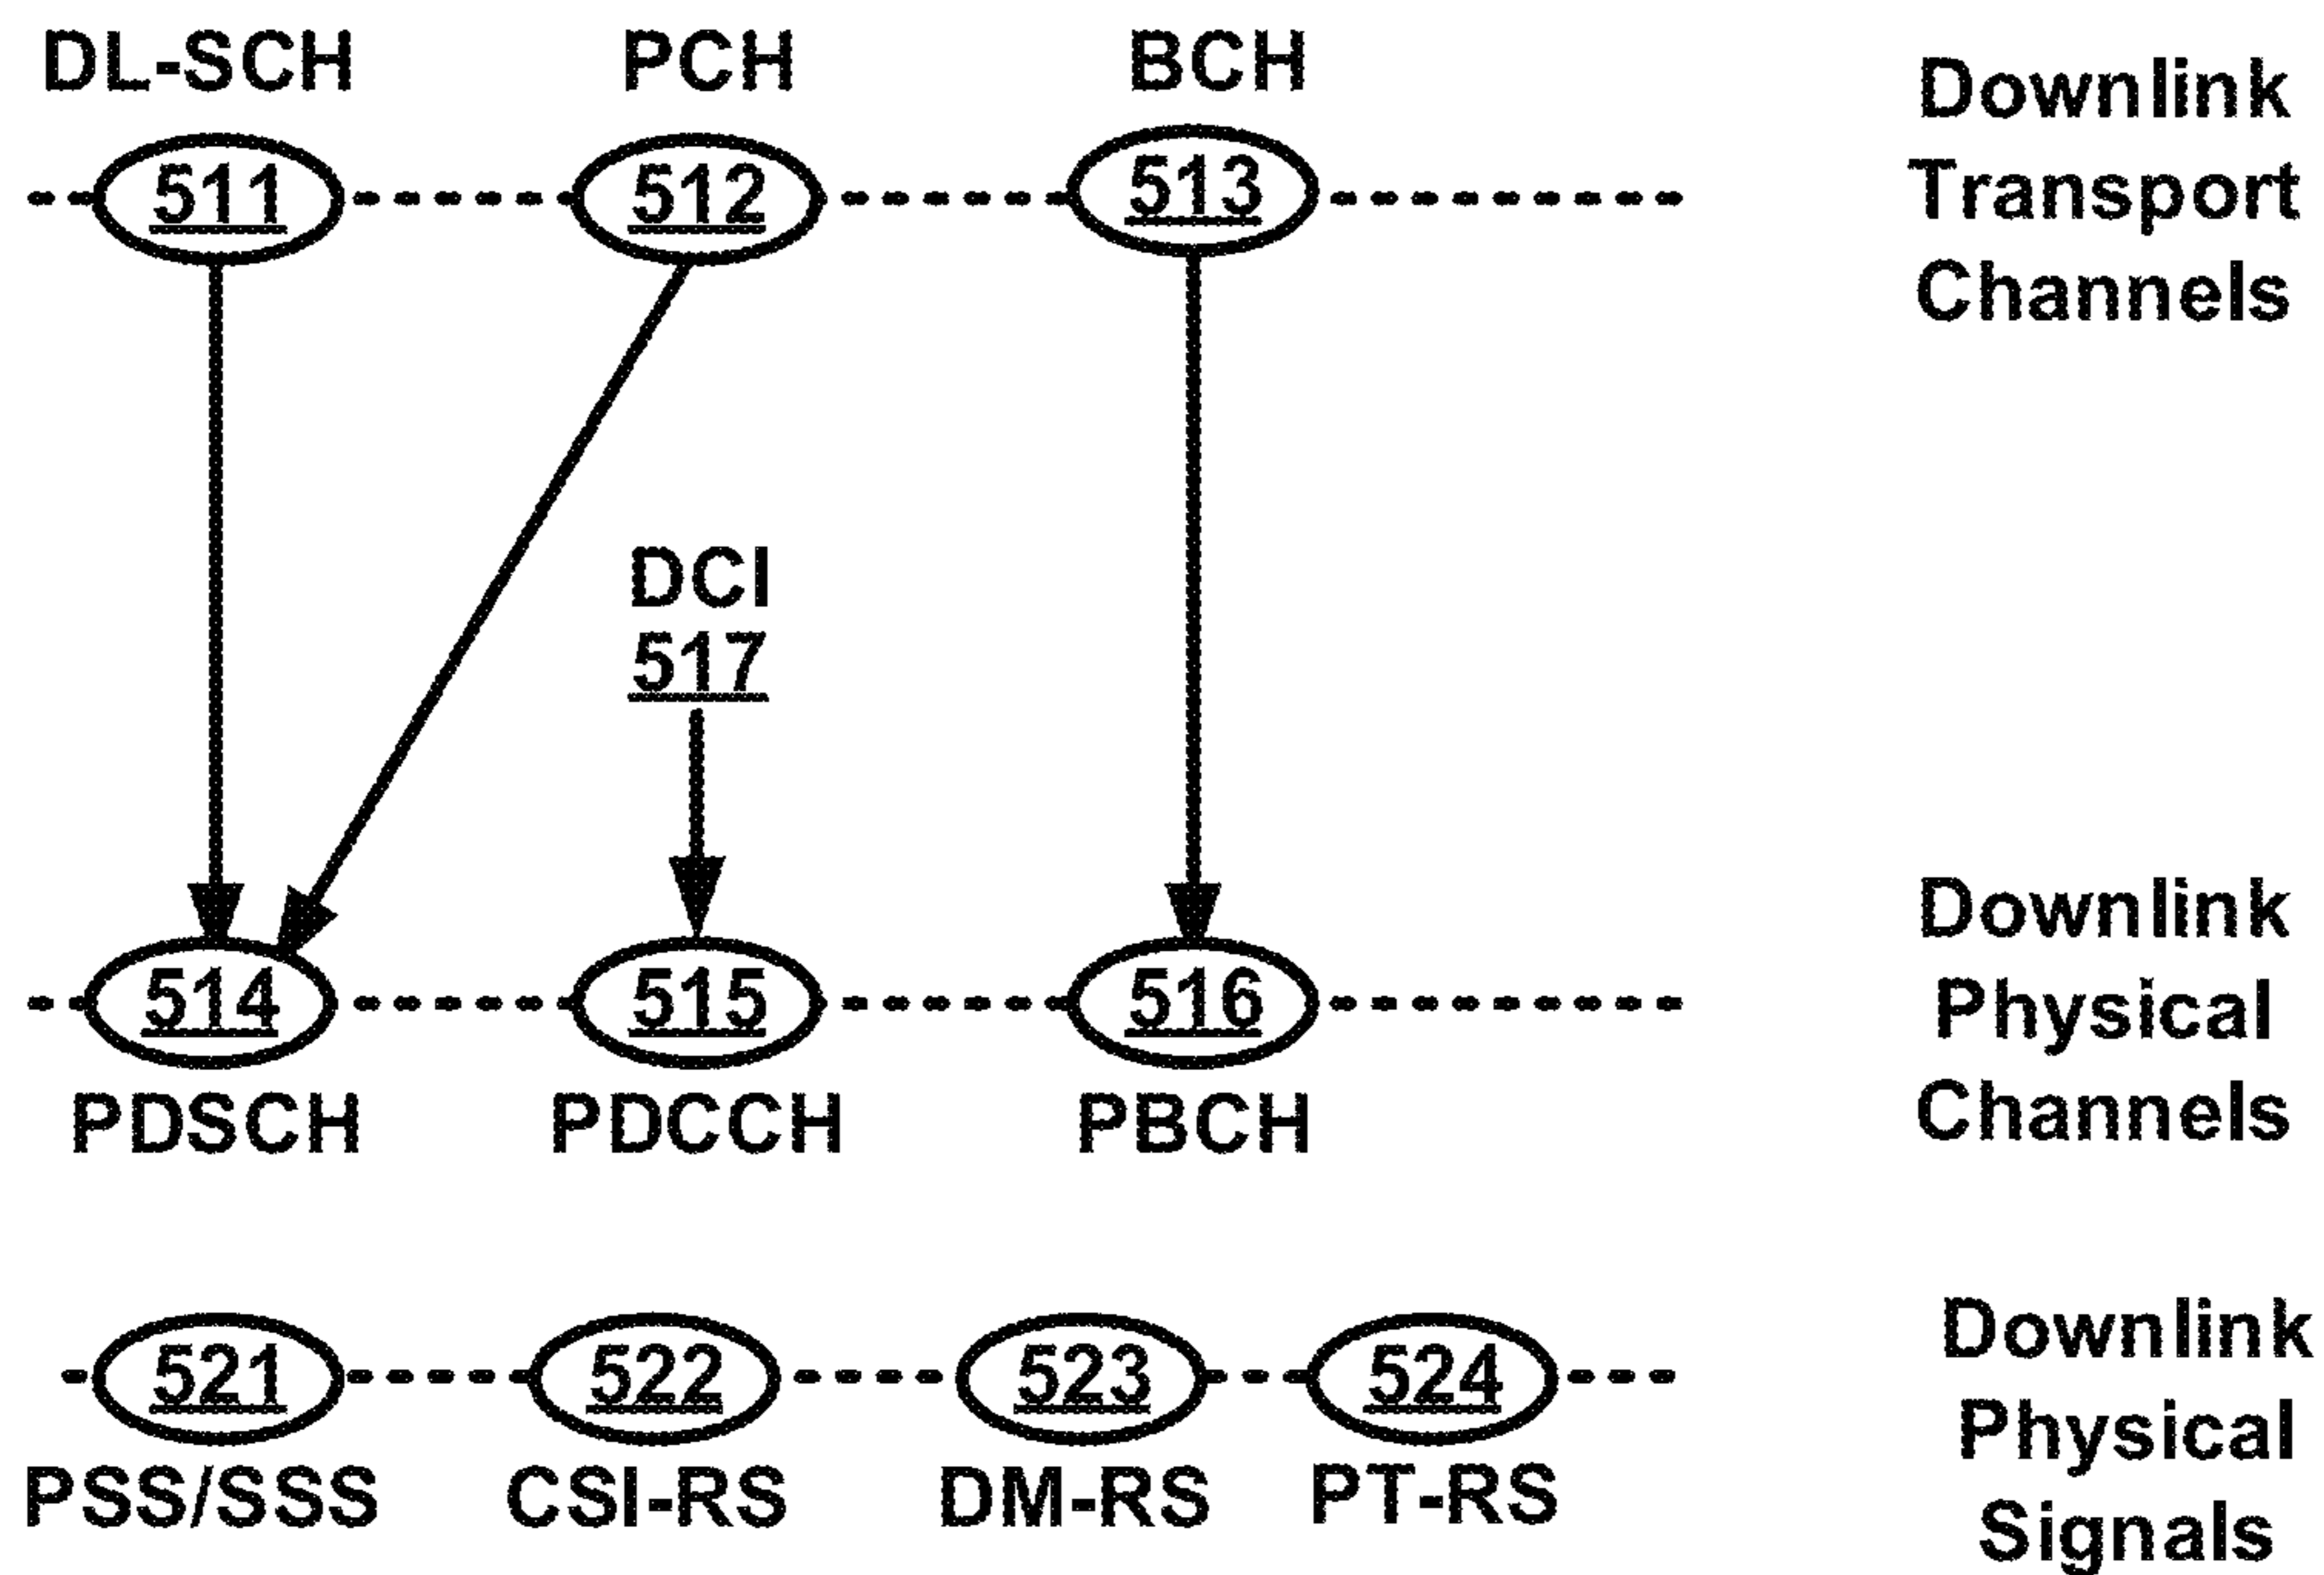 DL-SCH PCH BCH
511 512 513
Downlink
Transport
Channels
DCI
517
514 515 516
PDSCH PDCCH PBCH
Downlink
Physical
Channels
521 522 523 524
PSS/SSS CSI-RS DM-RS PT-RS
Downlink
Physical
Signals